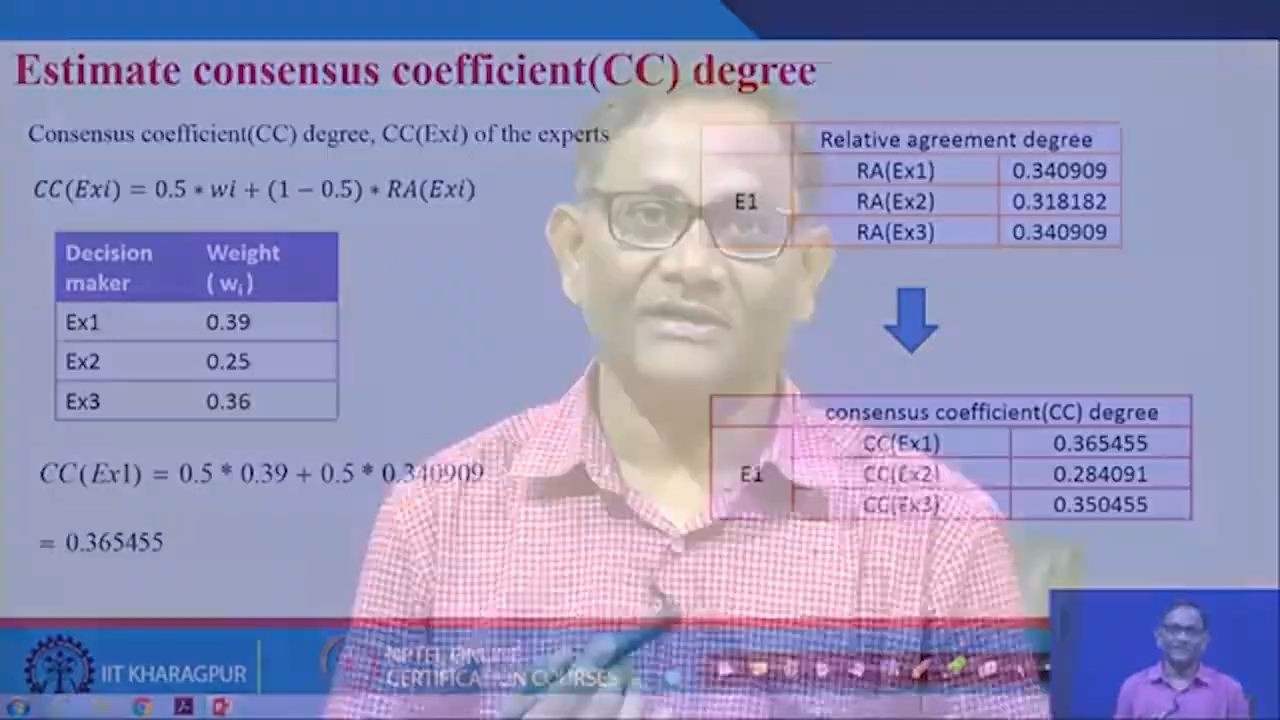 Estimate consensus coefficient(CC) degree
Consensus coefficient(CC) degree, CC(Exi) of the experts
CC(Exi) = 0.5 * wi + (1 − 0.5) * RA(Exi)
Decision maker Weight (wi)
Ex1 0.39
Ex2 0.25
Ex3 0.36
CC(Ex1) = 0.5 * 0.39 + 0.5 * 0.340909
= 0.365455
Relative agreement degree
E1
RA(Ex1) 0.340909
RA(Ex2) 0.318182
RA(Ex3) 0.340909
consensus coefficient(CC) degree
E1
CC(Ex1) 0.365455
CC(Ex2) 0.284091
CC(Ex3) 0.350455
IIT KHARAGPUR
NPTEL ONLINE
CERTIFICATION COURSES